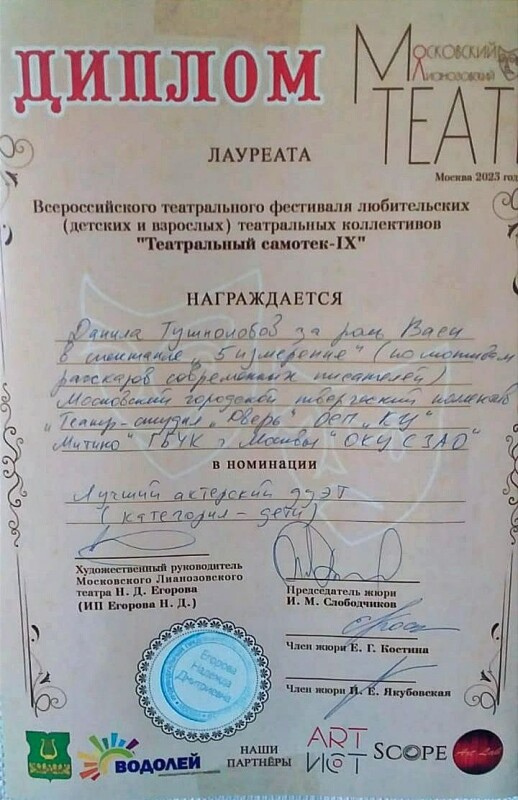 ДИПЛОМ
МОСКОВСКИЙ
ЛИАНОЗОВСКИЙ
ТЕАТ
Москва 2023 год
ЛАУРЕАТА
Всероссийского театрального фестиваля любительских
(детских и взрослых) театральных коллективов
"Театральный самотек-IX"
НАГРАЖДАЕТСЯ
Данила за роль Васи
в спектакле "5 измерение" (по мотивам
рассказов современных писателей)
Московский городской творческий коллектив
"Театр-студия "Дверь" ОСП "КЦ"
Митино" ГБУК г. Москвы "ОКЦ СЗАО"
в номинации
Лучший актерский дуэт
(категория - дети)
Художественный руководитель
Московского Лианозовского
театра Н. Д. Егорова
(ИП Егорова Н. Д.)
Председатель жюри
И. М. Слободчиков
Член жюри Е. Г. Костина
Член жюри И. Е. Якубовская
Егорова
Надежда
Дмитриевна
ВОДОЛЕЙ
НАШИ
ПАРТНЁРЫ
ART
SCOPE